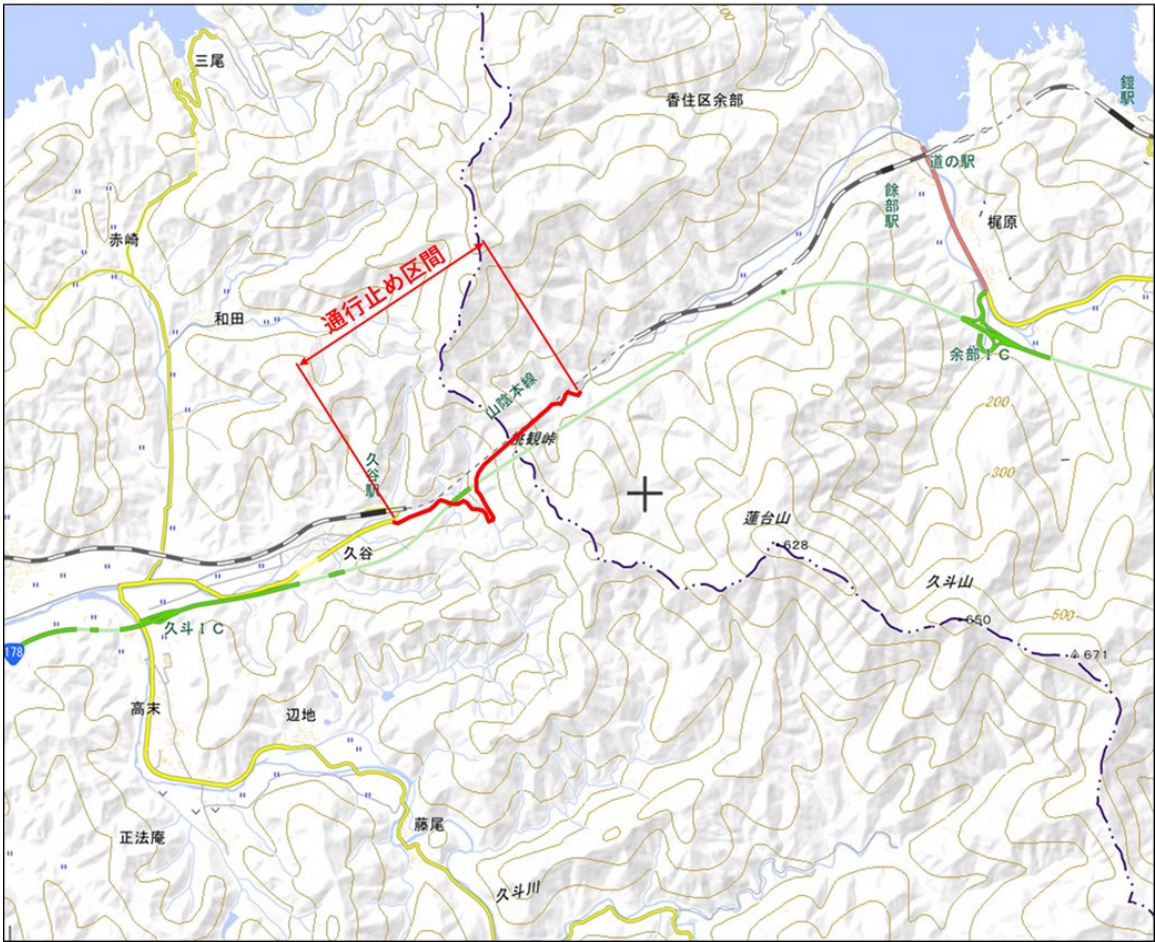 三尾
香住区余部
鎧駅
道の駅
餘部駅
梶原
赤崎
通行止め区間
和田
余部IC
山陰本線
200
桃観峠
300
久谷駅
蓮台山
628
久谷
久斗山
650
500
久斗IC
178
671
高末
辺地
正法庵
藤尾
久斗川